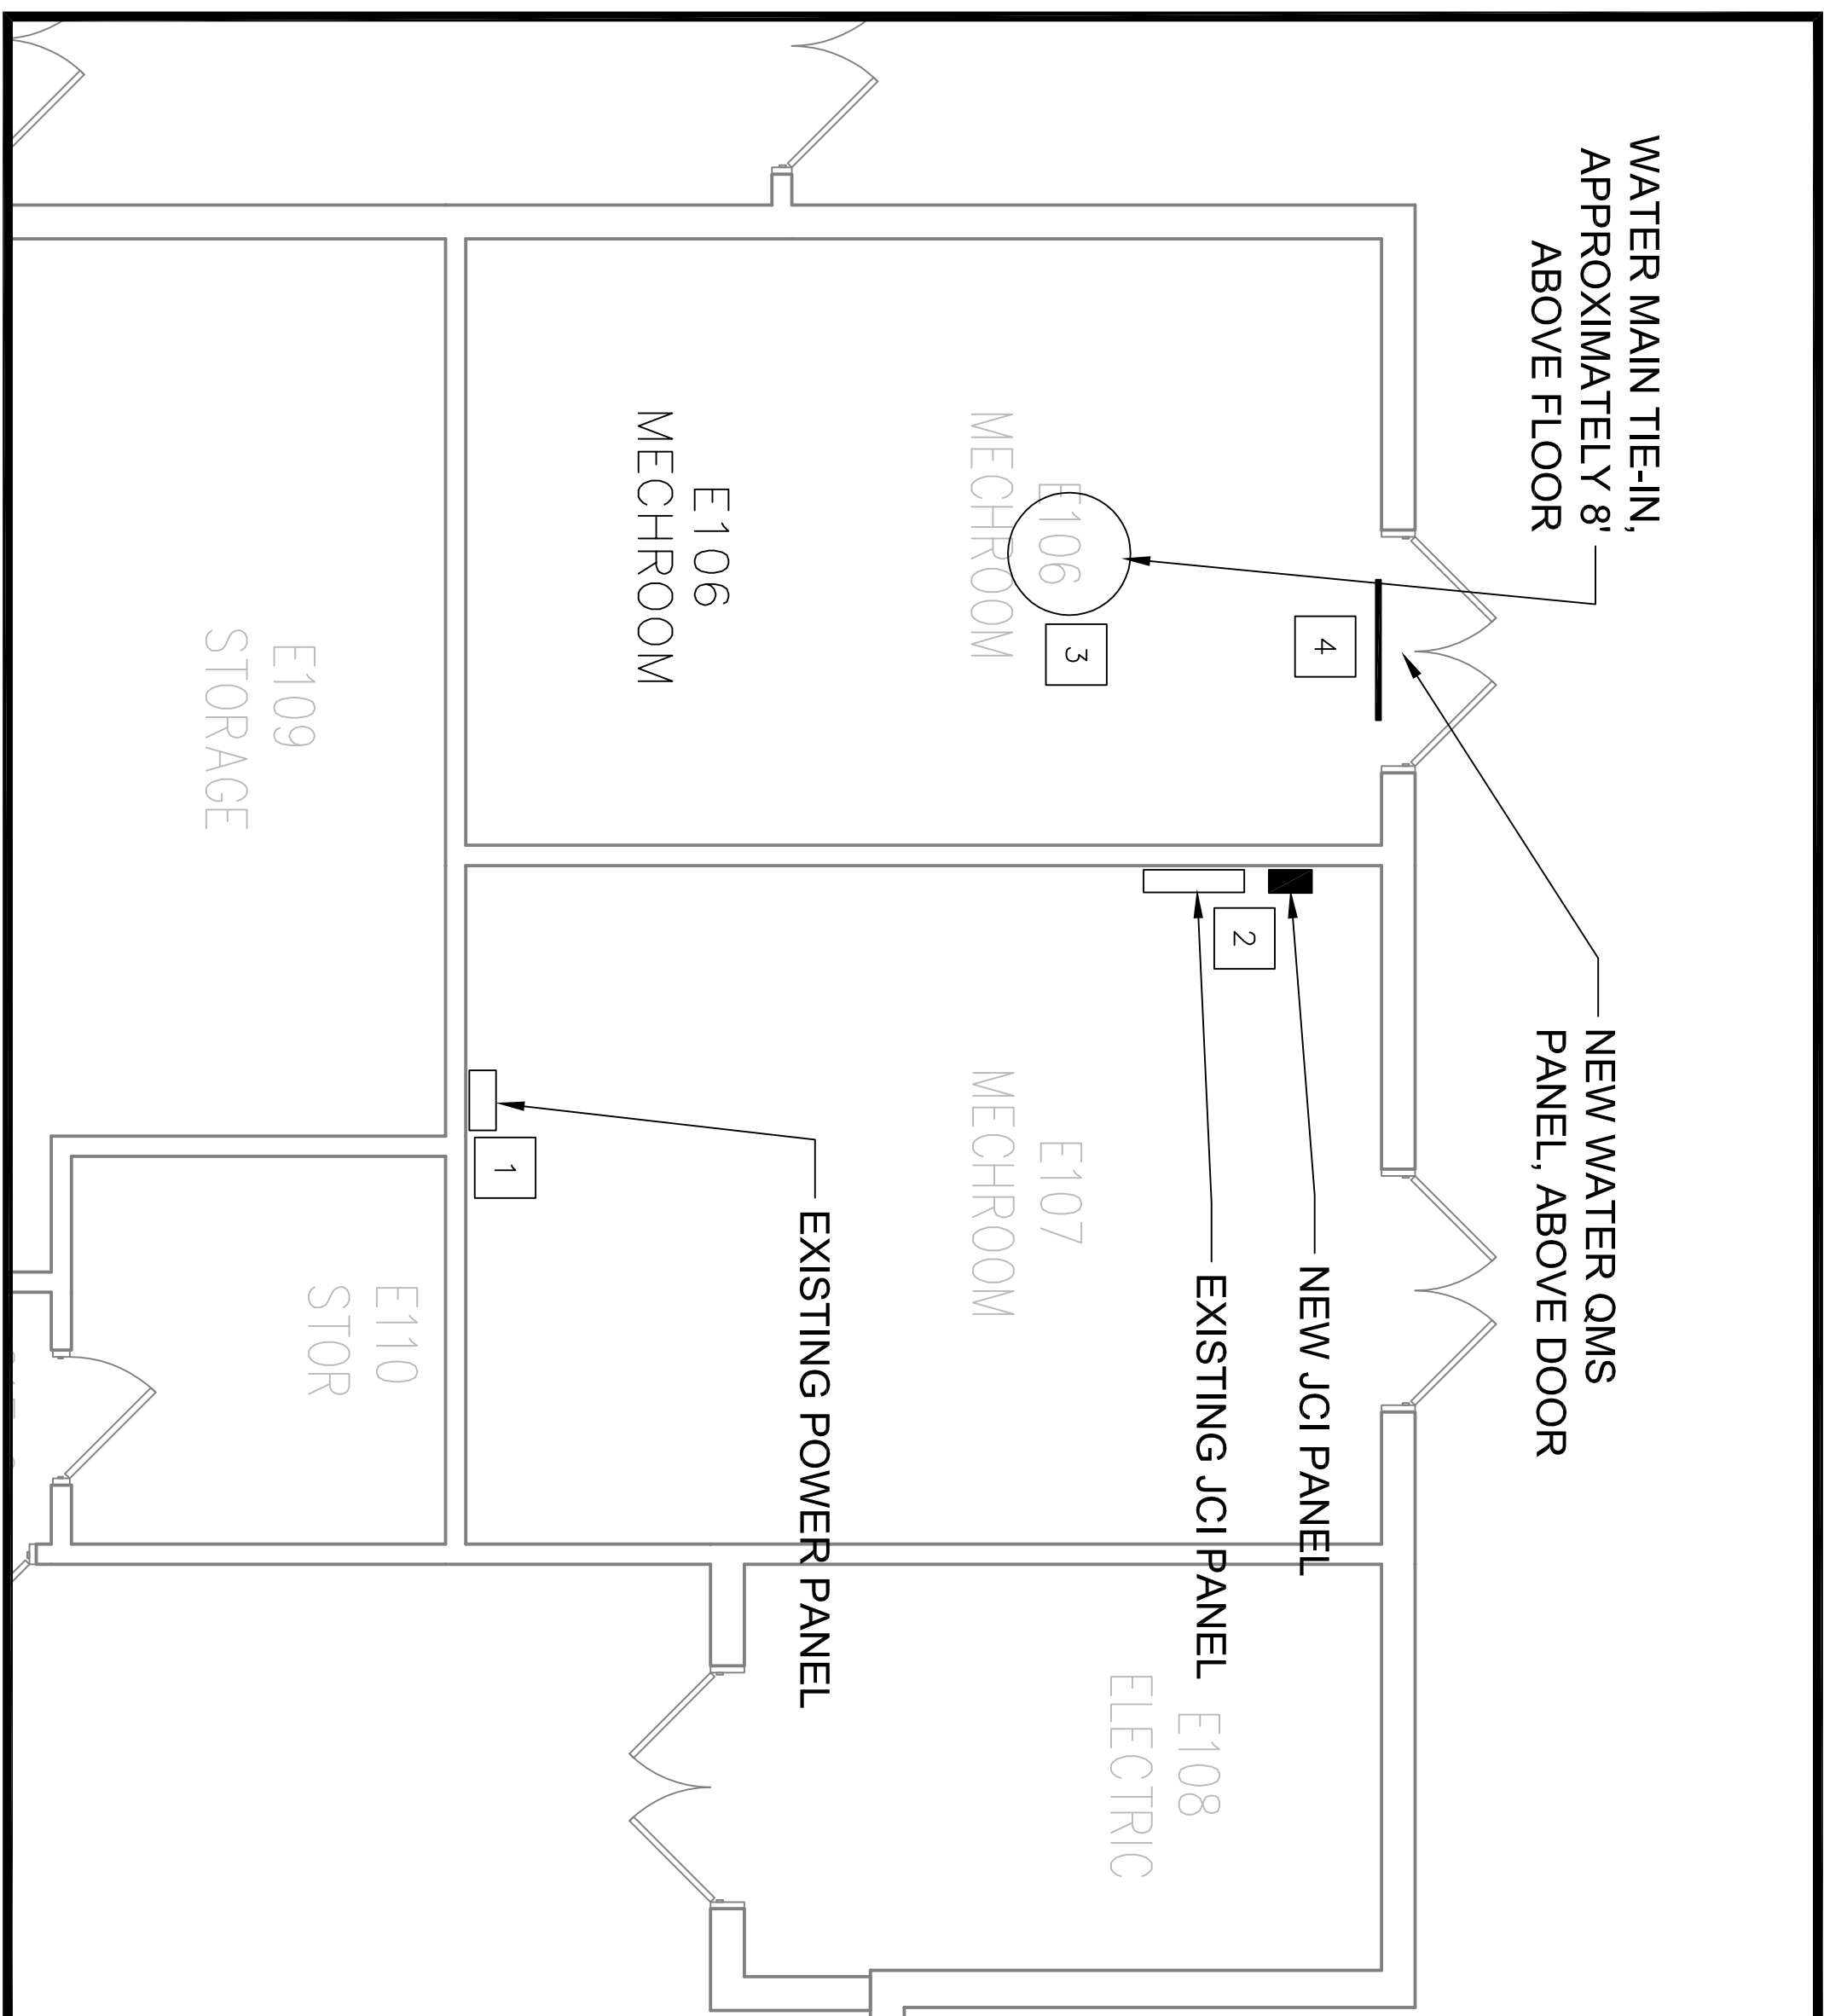 WATER MAIN TIE-IN,
APPROXIMATELY 8'
ABOVE FLOOR
NEW WATER QMS
PANEL, ABOVE DOOR
4
3
E106
MECHROOM
E106
MECHROOM
2
NEW JCI PANEL
EXISTING JCI PANEL
E107
MECHROOM
E108
ELECTRIC
1
EXISTING POWER PANEL
E109
STORAGE
E110
STOR